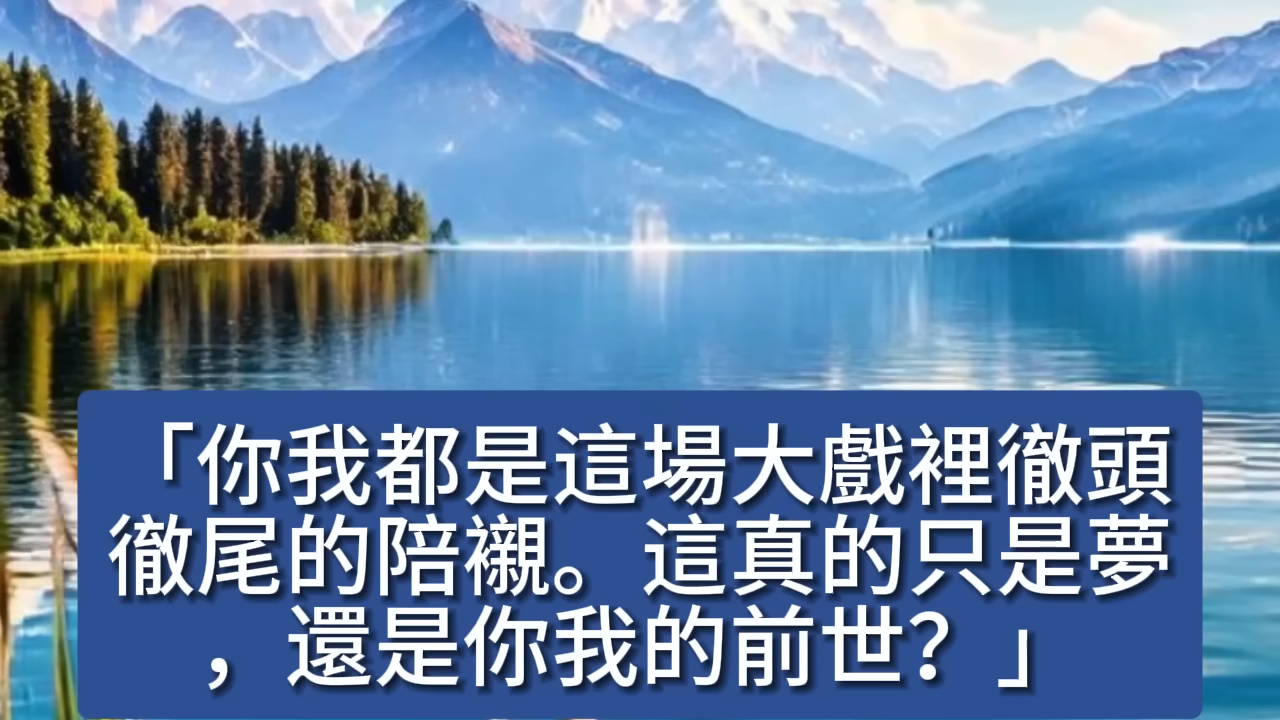 「你我都是這場大戲裡徹頭
徹尾的陪襯。這真的只是夢
，還是你我的前世？」